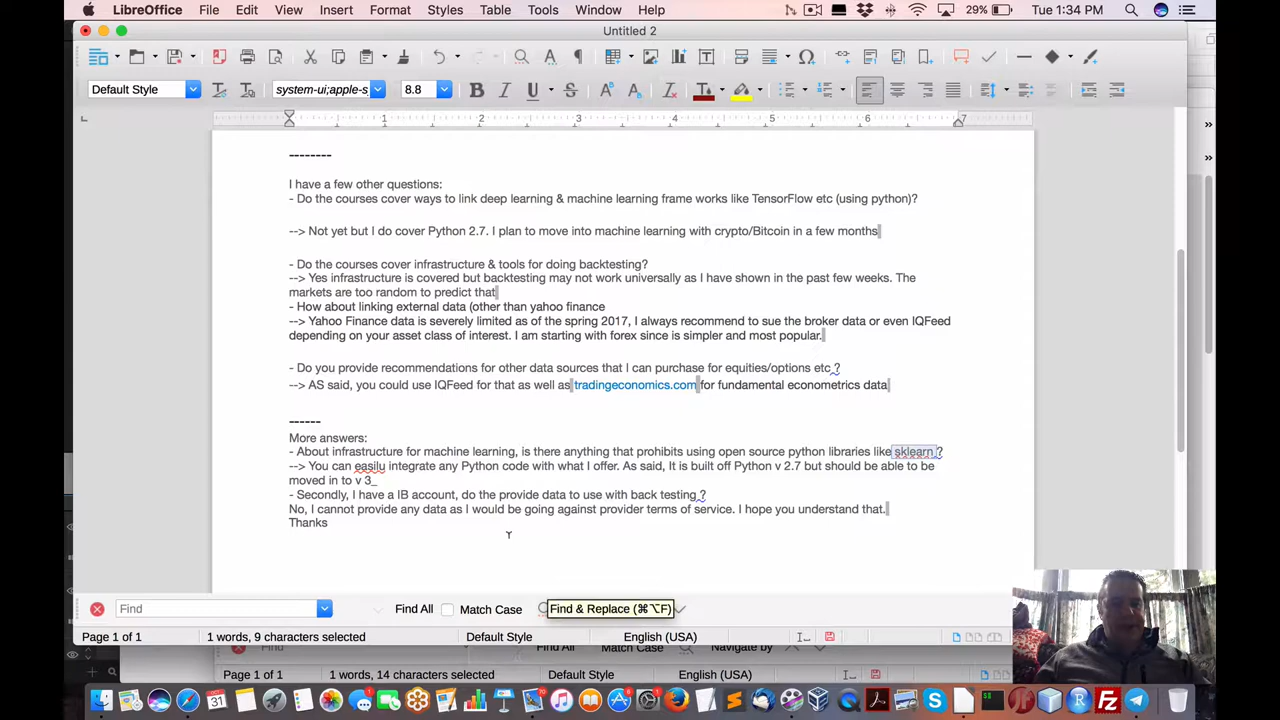 LibreOffice File Edit View Insert Format Styles Table Tools Window Help 29% Tue 1:34 PM
Untitled 2
Default Style system-ui;apple-s 8.8
1 2 3 4 5 6 7
--------
I have a few other questions:
- Do the courses cover ways to link deep learning & machine learning frame works like TensorFlow etc (using python)?
--> Not yet but I do cover Python 2.7. I plan to move into machine learning with crypto/Bitcoin in a few months
- Do the courses cover infrastructure & tools for doing backtesting?
--> Yes infrastructure is covered but backtesting may not work universally as I have shown in the past few weeks. The
markets are too random to predict that
- How about linking external data (other than yahoo finance
--> Yahoo Finance data is severely limited as of the spring 2017, I always recommend to sue the broker data or even IQFeed
depending on your asset class of interest. I am starting with forex since is simpler and most popular.
- Do you provide recommendations for other data sources that I can purchase for equities/options etc ?
--> AS said, you could use IQFeed for that as well as tradingeconomics.com for fundamental econometrics data
------
More answers:
- About infrastructure for machine learning, is there anything that prohibits using open source python libraries like sklearn ?
--> You can easilu integrate any Python code with what I offer. As said, It is built off Python v 2.7 but should be able to be
moved in to v 3_
- Secondly, I have a IB account, do the provide data to use with back testing ?
No, I cannot provide any data as I would be going against provider terms of service. I hope you understand that.
Thanks
Find Find All Match Case Find & Replace (⌘⌥F)
Page 1 of 1 1 words, 9 characters selected Default Style English (USA)
Find Find All Match Case Navigate by
Page 1 of 1 1 words, 14 characters selected Default Style English (USA)